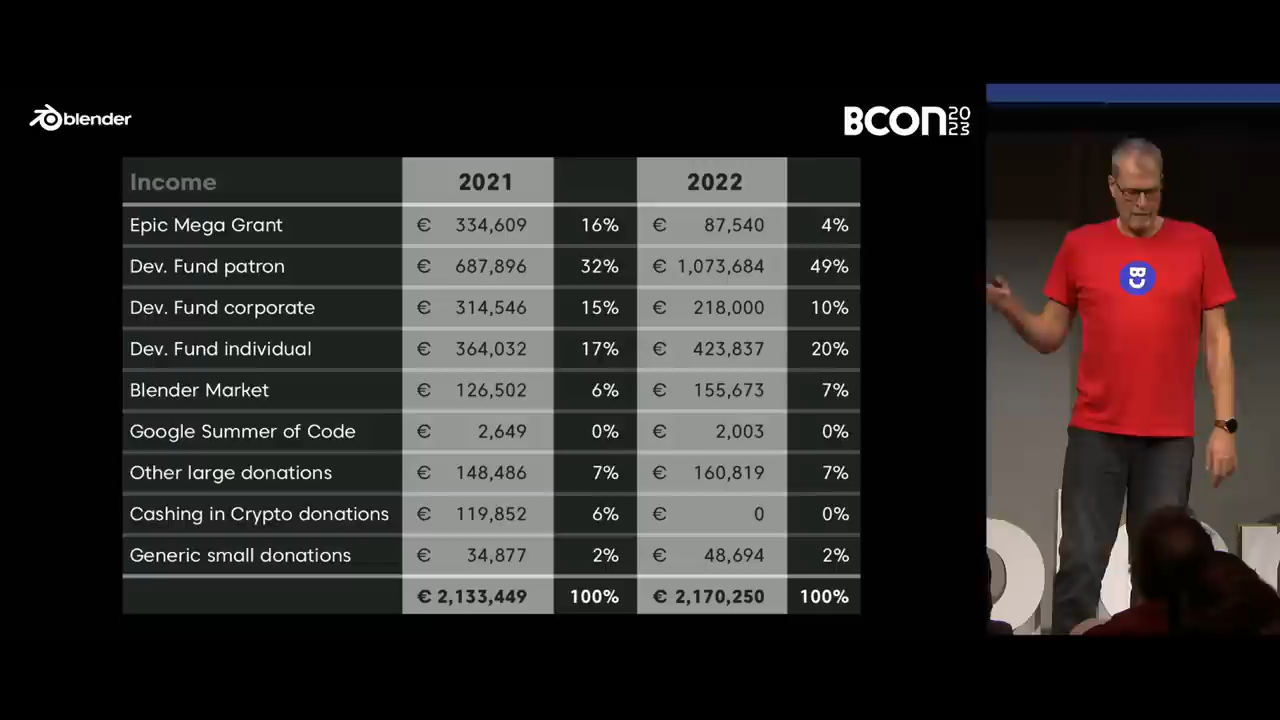 blender
BCON 2023
Income 2021 2022
Epic Mega Grant € 334,609 16% € 87,540 4%
Dev. Fund patron € 687,896 32% € 1,073,684 49%
Dev. Fund corporate € 314,546 15% € 218,000 10%
Dev. Fund individual € 364,032 17% € 423,837 20%
Blender Market € 126,502 6% € 155,673 7%
Google Summer of Code € 2,649 0% € 2,003 0%
Other large donations € 148,486 7% € 160,819 7%
Cashing in Crypto donations € 119,852 6% € 0 0%
Generic small donations € 34,877 2% € 48,694 2%
€ 2,133,449 100% € 2,170,250 100%